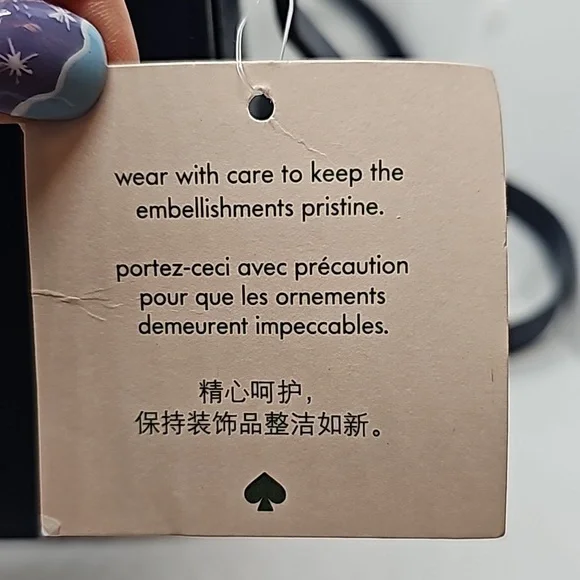 wear with care to keep the
embellishments pristine.
portez-ceci avec précaution
pour que les ornements
demeurent impeccables.
精心呵护，
保持装饰品整洁如新。